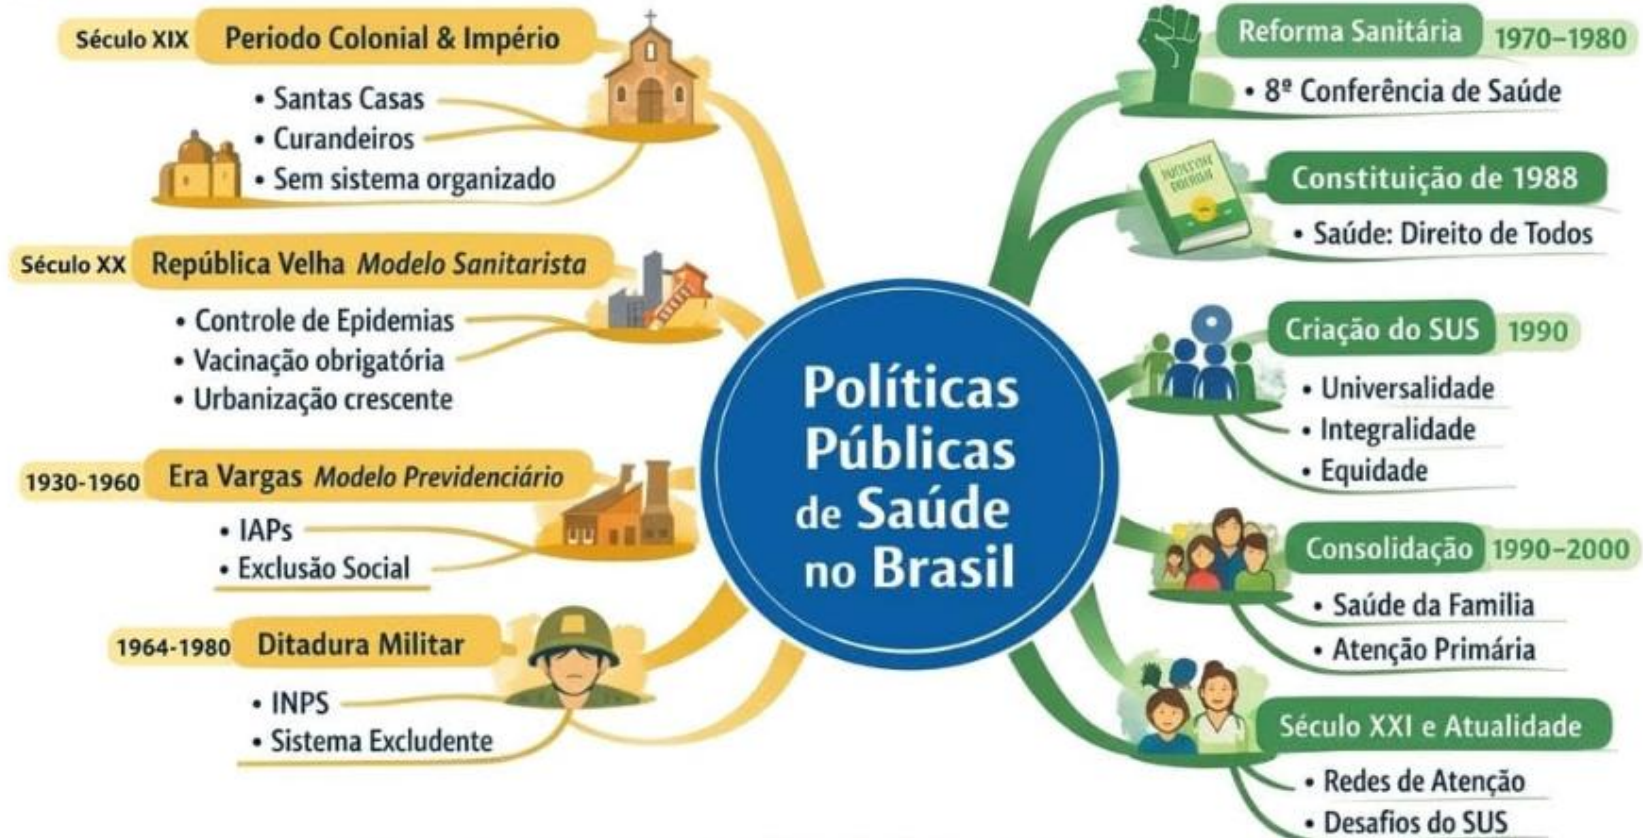 Século XIX Periodo Colonial & Império
• Santas Casas
• Curandeiros
• Sem sistema organizado
Século XX República Velha Modelo Sanitarista
• Controle de Epidemias
• Vacinação obrigatória
• Urbanização crescente
1930-1960 Era Vargas Modelo Previdenciário
• IAPs
• Exclusão Social
1964-1980 Ditadura Militar
• INPS
• Sistema Excludente
Políticas
Públicas
de Saúde
no Brasil
Reforma Sanitária 1970–1980
• 8º Conferência de Saúde
Constituição de 1988
• Saúde: Direito de Todos
Criação do SUS 1990
• Universalidade
• Integralidade
• Equidade
Consolidação 1990–2000
• Saúde da Familia
• Atenção Primária
Século XXI e Atualidade
• Redes de Atenção
• Desafios do SUS